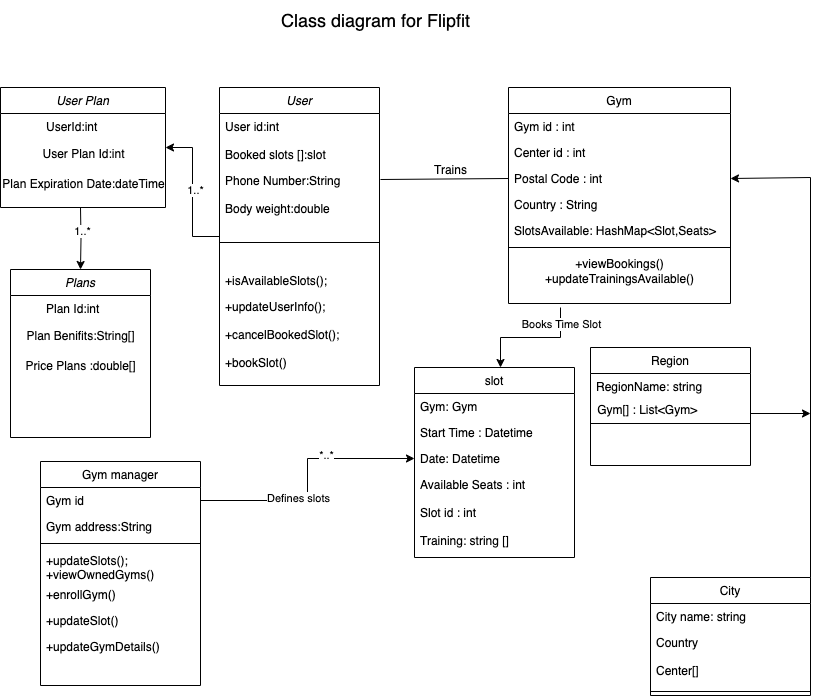 Class diagram for Flipfit
User Plan
UserId:int
User Plan Id:int
Plan Expiration Date:dateTime
1..*
Plans
Plan Id:int
Plan Benifits:String[]
Price Plans :double[]
User
User id:int
Booked slots []:slot
Phone Number:String
Body weight:double
+isAvailableSlots();
+updateUserInfo();
+cancelBookedSlot();
+bookSlot()
1..*
Trains
Gym
Gym id : int
Center id : int
Postal Code : int
Country : String
SlotsAvailable: HashMap<Slot,Seats>
+viewBookings()
+updateTrainingsAvailable()
Books Time Slot
slot
Gym: Gym
Start Time : Datetime
Date: Datetime
Available Seats : int
Slot id : int
Training: string []
Region
RegionName: string
Gym[] : List<Gym>
Gym manager
Gym id
Gym address:String
+updateSlots();
+viewOwnedGyms()
+enrollGym()
+updateSlot()
+updateGymDetails()
*..*
Defines slots
City
City name: string
Country
Center[]